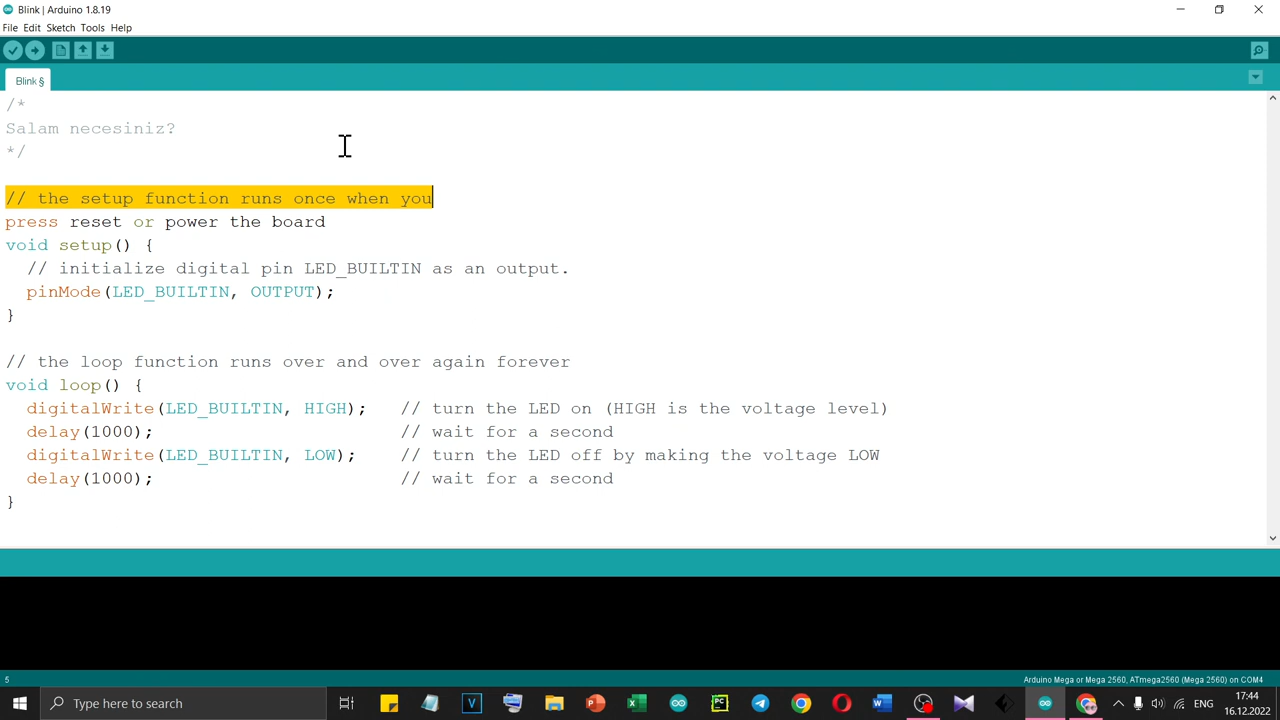 Blink | Arduino 1.8.19
File Edit Sketch Tools Help
Blink §
/*
Salam necesiniz?
*/
// the setup function runs once when you
press reset or power the board
void setup() {
// initialize digital pin LED_BUILTIN as an output.
pinMode(LED_BUILTIN, OUTPUT);
}
// the loop function runs over and over again forever
void loop() {
digitalWrite(LED_BUILTIN, HIGH); // turn the LED on (HIGH is the voltage level)
delay(1000); // wait for a second
digitalWrite(LED_BUILTIN, LOW); // turn the LED off by making the voltage LOW
delay(1000); // wait for a second
}
5 Arduino Mega or Mega 2560, ATmega2560 (Mega 2560) on COM4
Type here to search
ENG
17:44
16.12.2022